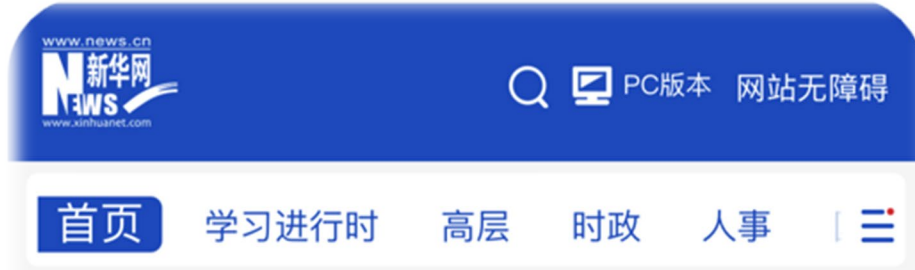 www.news.cn
新华网
NEWS
www.xinhuanet.com
PC版本 网站无障碍
首页 学习进行时 高层 时政 人事